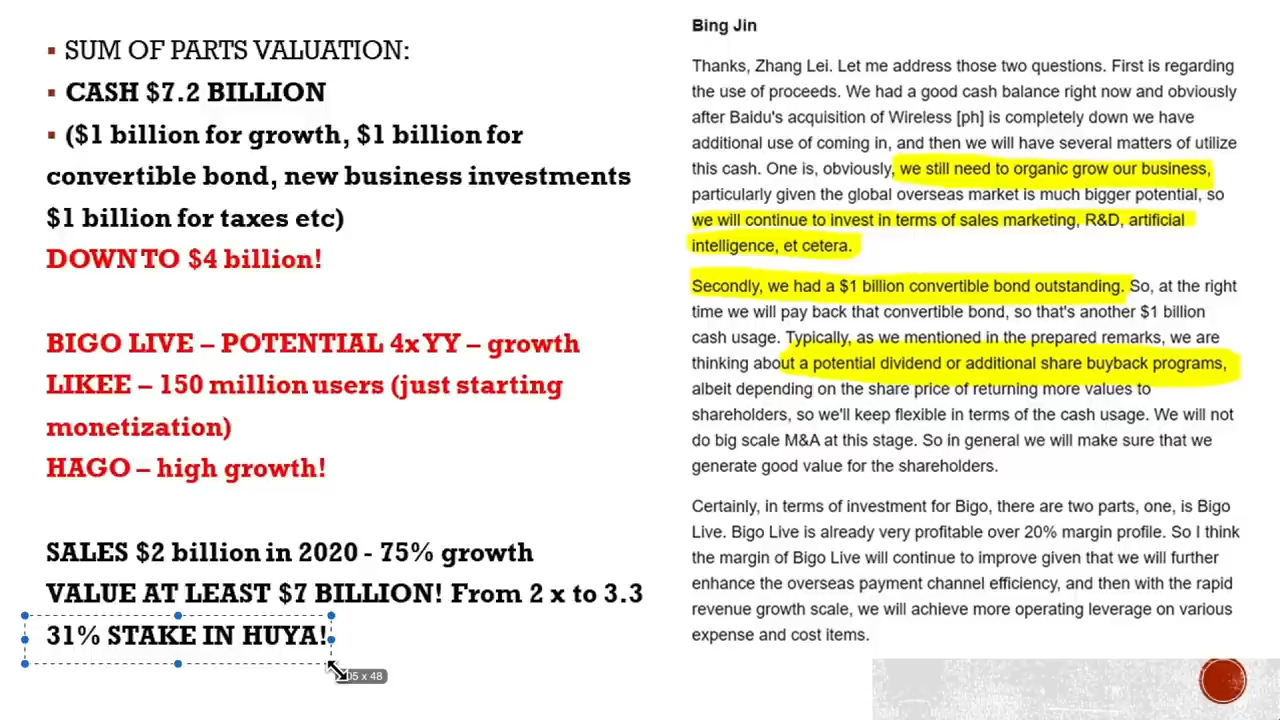 ▪ SUM OF PARTS VALUATION:
▪ CASH $7.2 BILLION
▪ ($1 billion for growth, $1 billion for
convertible bond, new business investments
$1 billion for taxes etc)
DOWN TO $4 billion!
BIGO LIVE – POTENTIAL 4x YY – growth
LIKEE – 150 million users (just starting
monetization)
HAGO – high growth!
SALES $2 billion in 2020 - 75% growth
VALUE AT LEAST $7 BILLION! From 2 x to 3.3
31% STAKE IN HUYA!
Bing Jin
Thanks, Zhang Lei. Let me address those two questions. First is regarding
the use of proceeds. We had a good cash balance right now and obviously
after Baidu's acquisition of Wireless [ph] is completely down we have
additional use of coming in, and then we will have several matters of utilize
this cash. One is, obviously, we still need to organic grow our business,
particularly given the global overseas market is much bigger potential, so
we will continue to invest in terms of sales marketing, R&D, artificial
intelligence, et cetera.
Secondly, we had a $1 billion convertible bond outstanding. So, at the right
time we will pay back that convertible bond, so that's another $1 billion
cash usage. Typically, as we mentioned in the prepared remarks, we are
thinking about a potential dividend or additional share buyback programs,
albeit depending on the share price of returning more values to
shareholders, so we'll keep flexible in terms of the cash usage. We will not
do big scale M&A at this stage. So in general we will make sure that we
generate good value for the shareholders.
Certainly, in terms of investment for Bigo, there are two parts, one, is Bigo
Live. Bigo Live is already very profitable over 20% margin profile. So I think
the margin of Bigo Live will continue to improve given that we will further
enhance the overseas payment channel efficiency, and then with the rapid
revenue growth scale, we will achieve more operating leverage on various
expense and cost items.